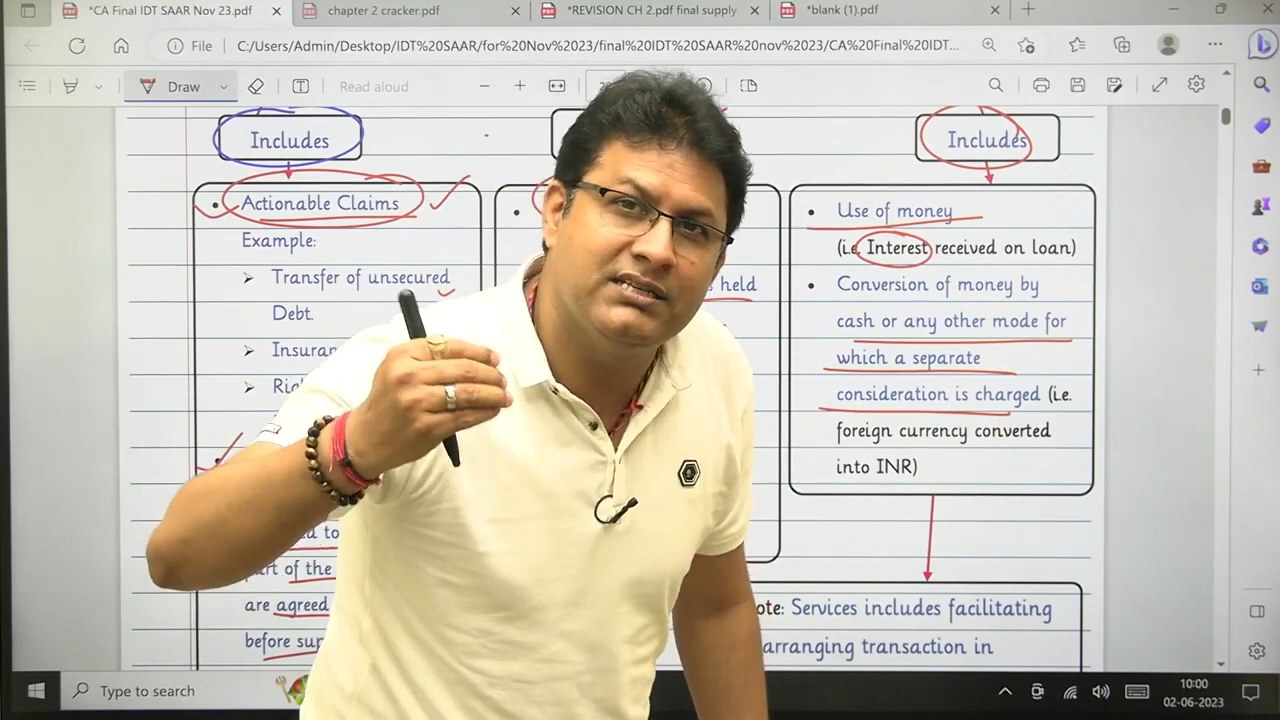 *CA Final IDT SAAR Nov 23.pdf
chapter 2 cracker.pdf
*REVISION CH 2.pdf final supply
*blank (1).pdf
File
C:/Users/Admin/Desktop/IDT%20SAAR/for%20Nov%2023/final%20IDT%20SAAR%20nov%2023/CA%20Final%20IDT...
Draw
Read aloud
Includes
• Actionable Claims
Example:
➢ Transfer of unsecured
Debt.
➢
➢
to
of the
are agreed
before
•
held
Includes
• Use of money
(i.e. Interest received on loan)
• Conversion of money by
cash or any other mode for
which a separate
consideration is charged (i.e.
foreign currency converted
into INR)
Services includes facilitating
arranging transaction in
Type to search
10:00
02-06-2023